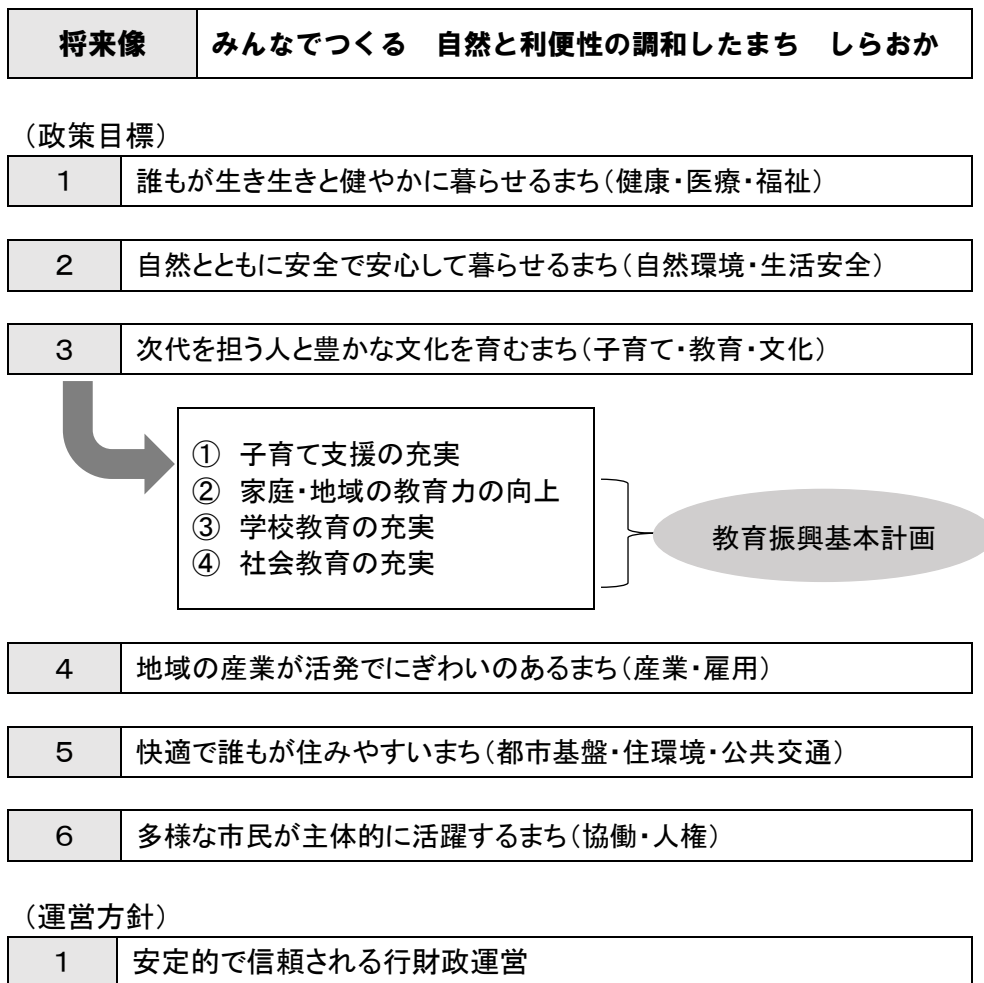 将来像　みんなでつくる　自然と利便性の調和したまち　しらおか
（政策目標）
1　誰もが生き生きと健やかに暮らせるまち（健康・医療・福祉）
2　自然とともに安全で安心して暮らせるまち（自然環境・生活安全）
3　次代を担う人と豊かな文化を育むまち（子育て・教育・文化）
①　子育て支援の充実
②　家庭・地域の教育力の向上
③　学校教育の充実
④　社会教育の充実
教育振興基本計画
4　地域の産業が活発でにぎわいのあるまち（産業・雇用）
5　快適で誰もが住みやすいまち（都市基盤・住環境・公共交通）
6　多様な市民が主体的に活躍するまち（協働・人権）
（運営方針）
1　安定的で信頼される行財政運営